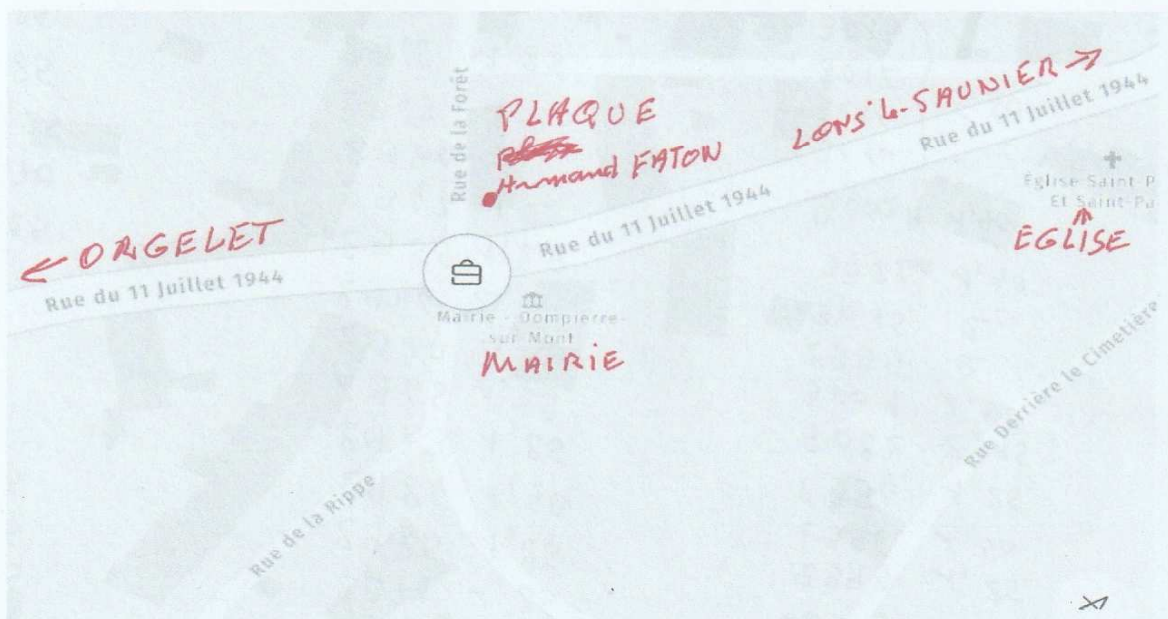 Rue de la Forêt
PLAQUE
Armand FATON
LONS-le-SAUNIER →
Rue du 11 Juillet 1944
Rue du 11 Juillet 1944
Eglise Saint-P
Et Saint-Pa
↑
EGLISE
← ORGELET
Rue du 11 Juillet 1944
Mairie - Dompierre-
sur-Mont
MAIRIE
Rue Derrière le Cimetière
Rue de la Rippe